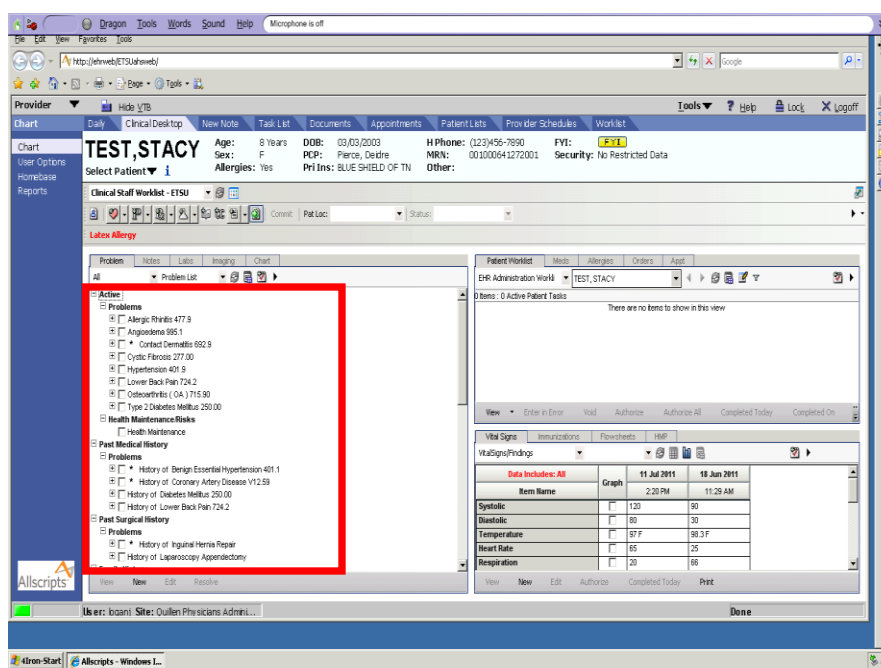 Dragon Tools Words Sound Help Microphone is off
File Edit View Favorites Tools
http://ehrweb/ETSUahsweb/ Google
Page Tools
Provider Hide VTB Tools ? Help Lock X Logoff
Chart Daily Clinical Desktop New Note Task List Documents Appointments Patient Lists Provider Schedules Worklist
Chart
User Options
Homebase
Reports
TEST,STACY
Select Patient i
Age: 8 Years DOB: 03/03/2003 H Phone: (123)456-7890 FYI: FYI
Sex: F PCP: Pierce, Deidre MRN: 001000641272001 Security: No Restricted Data
Allergies: Yes Pri Ins: BLUE SHIELD OF TN Other:
Clinical Staff Worklist - ETSU
Commit Pat Loc: Status:
Latex Allergy
Problem Notes Labs Imaging Chart
All Problem List
Active
Problems
Allergic Rhinitis 477.9
Angioedema 995.1
* Contact Dermatitis 692.9
Cystic Fibrosis 277.00
Hypertension 401.9
Lower Back Pain 724.2
Osteoarthritis ( OA ) 715.90
Type 2 Diabetes Mellitus 250.00
Health Maintenance/Risks
Health Maintenance
Past Medical History
Problems
* History of Benign Essential Hypertension 401.1
* History of Coronary Artery Disease V12.59
History of Diabetes Mellitus 250.00
History of Lower Back Pain 724.2
Past Surgical History
Problems
* History of Inguinal Hernia Repair
History of Laparoscopy Appendectomy
View New Edit Resolve
Patient Worklist Meds Allergies Orders Appt
EHR Administration Workli TEST, STACY
0 Items : 0 Active Patient Tasks
There are no items to show in this view
View Enter in Error Void Authorize Authorize All Completed Today Completed On
Vital Signs Immunizations Flowsheets HMP
VitalSigns/Findings
Data Includes: All Graph 11 Jul 2011 18 Jun 2011
Item Name 2:20 PM 11:29 AM
Systolic 120 90
Diastolic 80 30
Temperature 97 F 98.3 F
Heart Rate 65 25
Respiration 20 66
View New Edit Authorize Completed Today Print
Allscripts
User: logant Site: Quillen Physicians Admini... Done
4Iron-Start Allscripts - Windows I...